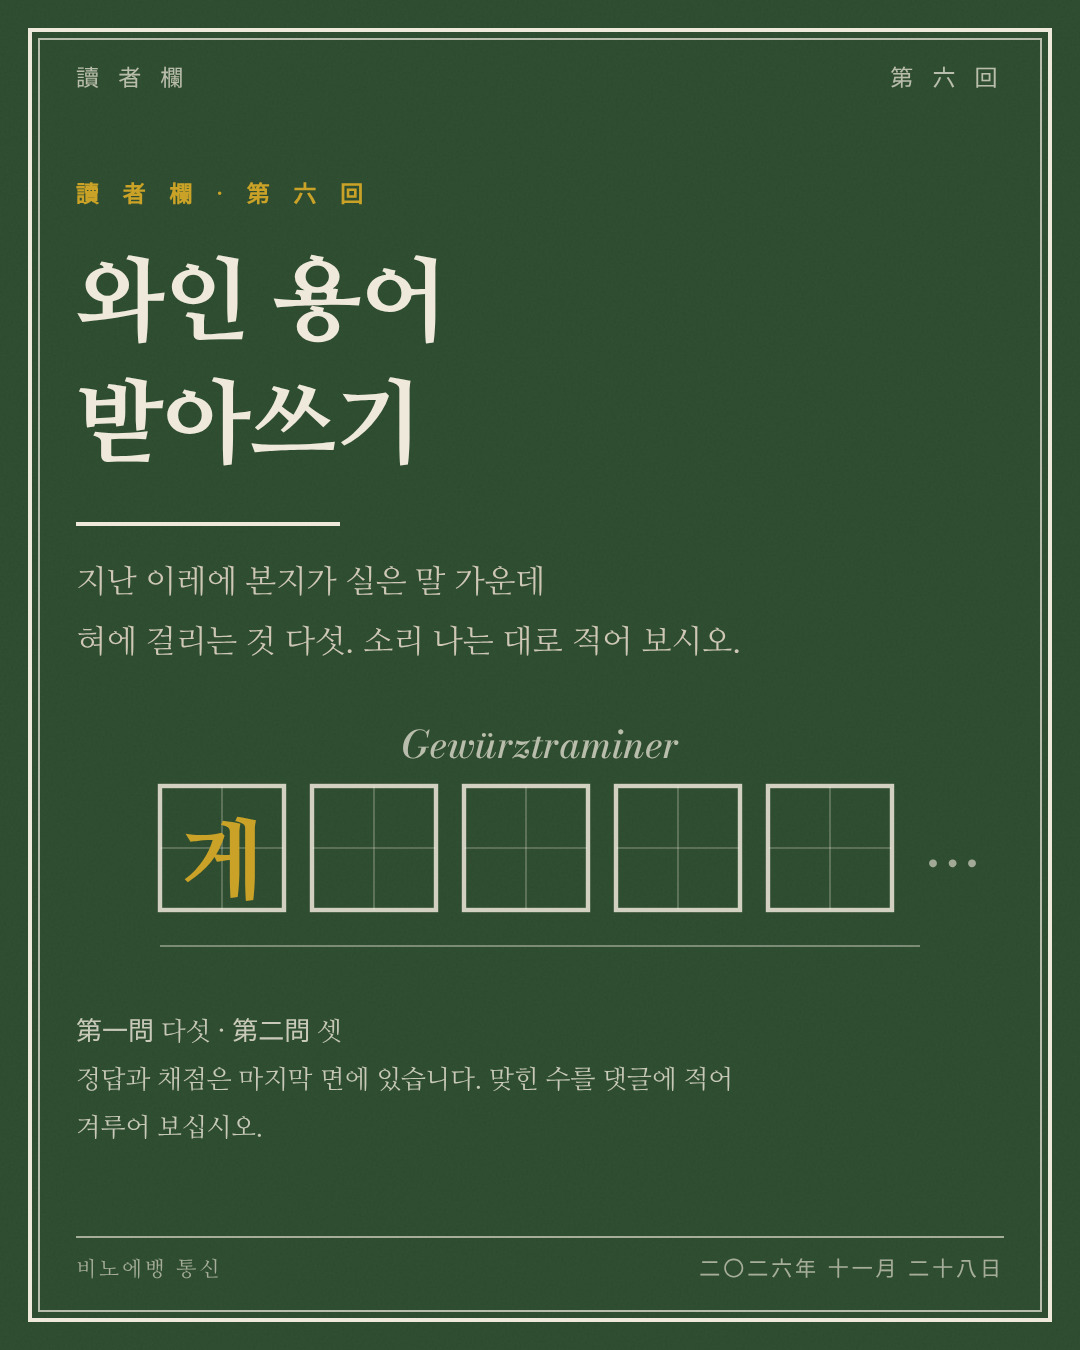 讀者欄
第六回
讀者欄 · 第六回
와인 용어
받아쓰기
지난 이레에 본지가 실은 말 가운데
혀에 걸리는 것 다섯. 소리 나는 대로 적어 보시오.
Gewürztraminer
게
...
第一問 다섯 · 第二問 셋
정답과 채점은 마지막 면에 있습니다. 맞힌 수를 댓글에 적어
겨루어 보십시오.
비노에뱅 통신
二〇二六年 十一月 二十八日